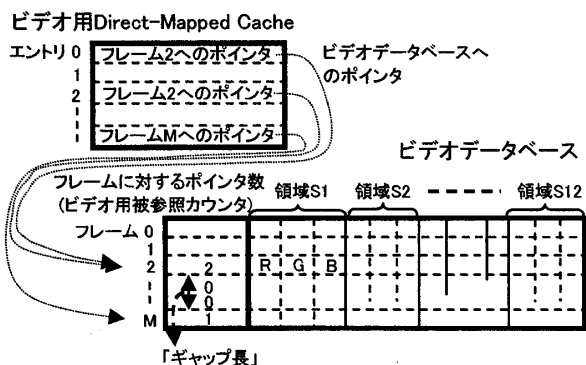 ビデオ用Direct-Mapped Cache
エントリ 0 フレーム2へのポインタ
1
2 フレーム2へのポインタ
フレームMへのポインタ
ビデオデータベースへ
のポインタ
ビデオデータベース
フレームに対するポインタ数
(ビデオ用被参照カウンタ)
領域S1 領域S2 領域S12
フレーム 0
1
2 2 R G B
0
0
M 1
「ギャップ長」